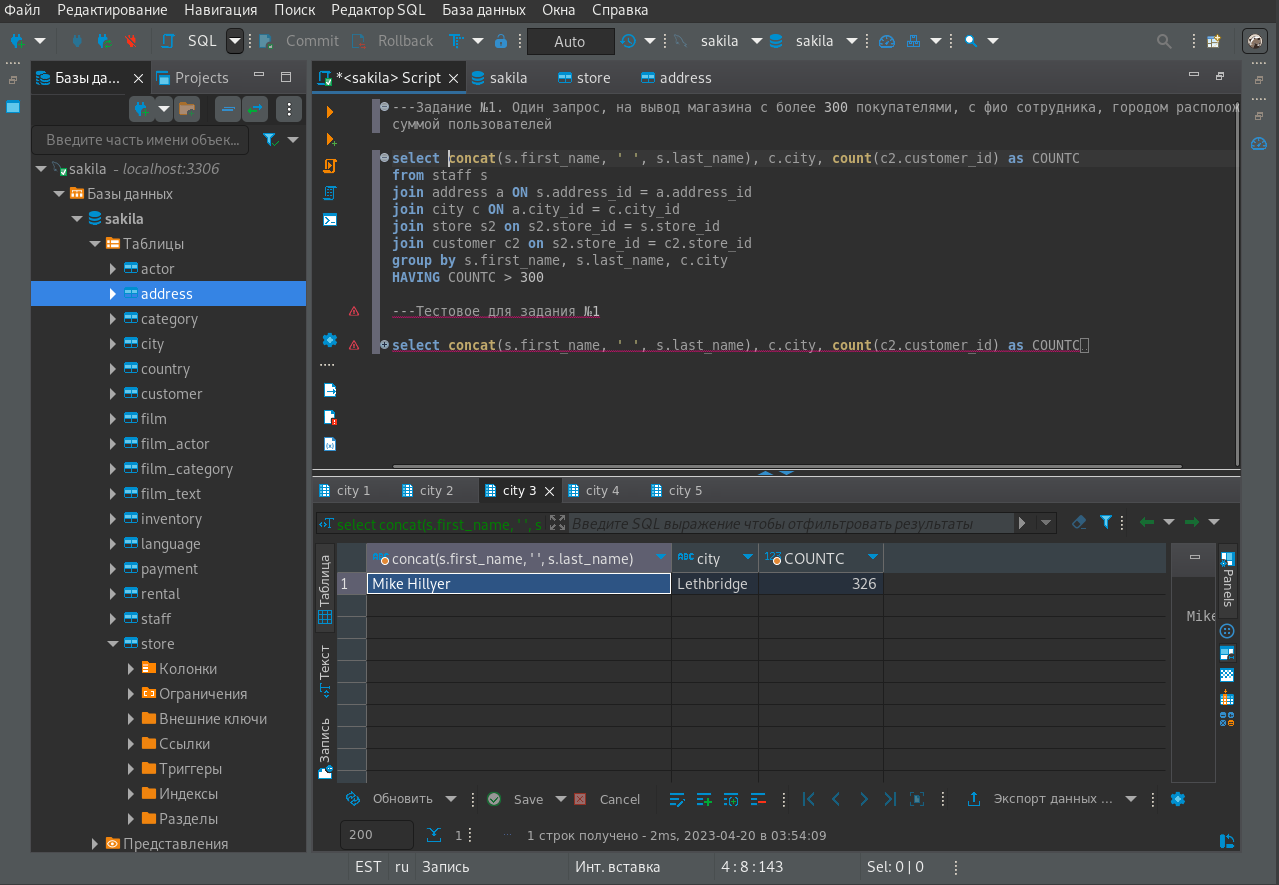 Файл Редактирование Навигация Поиск Редактор SQL База данных Окна Справка
SQL Commit Rollback Auto sakila sakila
Базы да... Projects
Введите часть имени объек...
sakila - localhost:3306
Базы данных
sakila
Таблицы
actor
address
category
city
country
customer
film
film_actor
film_category
film_text
inventory
language
payment
rental
staff
store
Колонки
Ограничения
Внешние ключи
Ссылки
Триггеры
Индексы
Разделы
Представления
*<sakila> Script sakila store address
---Задание №1. Один запрос, на вывод магазина с более 300 покупателями, с фио сотрудника, городом располож
суммой пользователей
select concat(s.first_name, ' ', s.last_name), c.city, count(c2.customer_id) as COUNTC
from staff s
join address a ON s.address_id = a.address_id
join city c ON a.city_id = c.city_id
join store s2 on s2.store_id = s.store_id
join customer c2 on s2.store_id = c2.store_id
group by s.first_name, s.last_name, c.city
HAVING COUNTC > 300
---Тестовое для задания №1
select concat(s.first_name, ' ', s.last_name), c.city, count(c2.customer_id) as COUNTC..
city 1 city 2 city 3 city 4 city 5
select concat(s.first_name, ' ', s Введите SQL выражение чтобы отфильтровать результаты
Таблица
Текст
Запись
concat(s.first_name, ' ', s.last_name) city COUNTC
1 Mike Hillyer Lethbridge 326
Mike
Panels
Обновить Save Cancel Экспорт данных ...
200 1 1 строк получено - 2ms, 2023-04-20 в 03:54:09
EST ru Запись Инт. вставка 4 : 8 : 143 Sel: 0 | 0